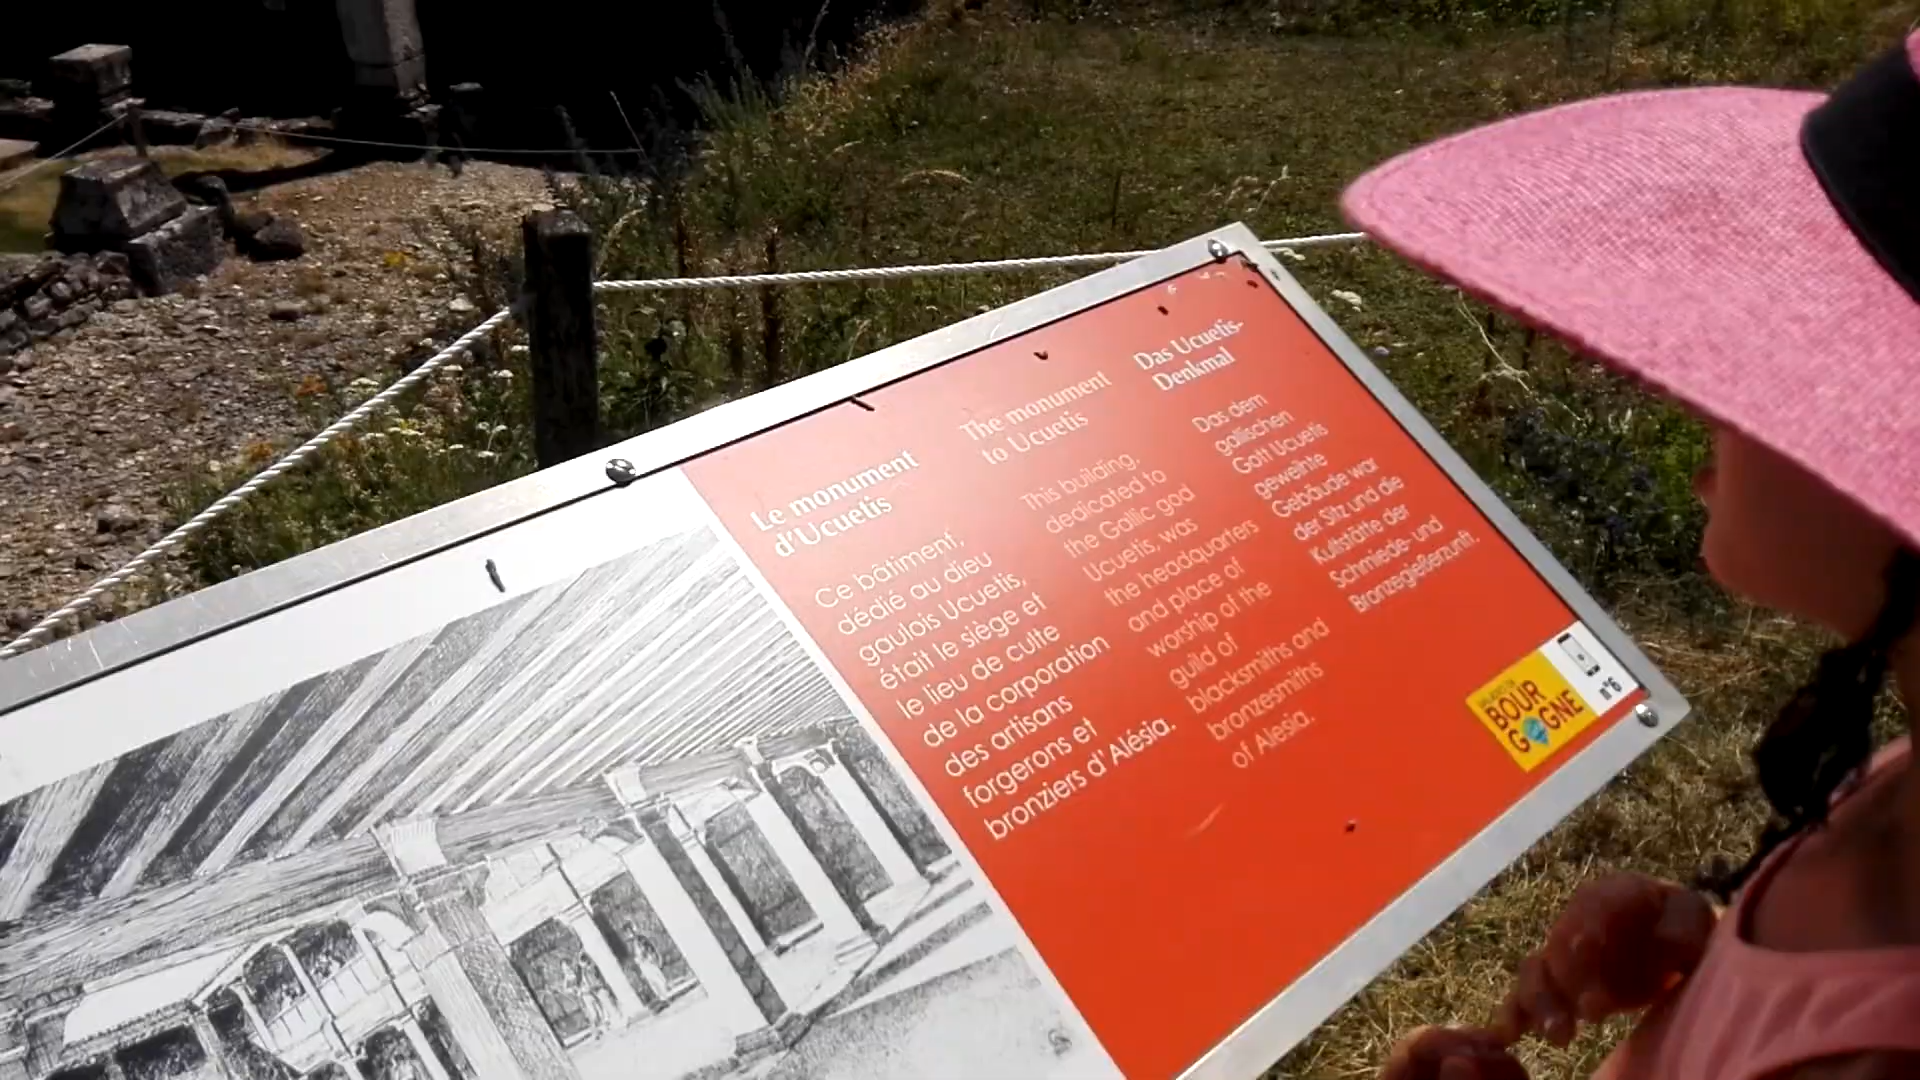 Le monument
d'Ucuetis
Ce bâtiment,
dédié au dieu
gaulois Ucuetis,
était le siège et
le lieu de culte
de la corporation
des artisans
forgerons et
bronziers d'Alésia.
The monument
to Ucuetis
This building,
dedicated to
the Gallic god
Ucuetis, was
the headquarters
and place of
worship of the
guild of
blacksmiths and
bronzesmiths
of Alesia.
Das Ucuetis-
Denkmal
Das dem
gallischen
Gott Ucuetis
geweihte
Gebäude war
der Sitz und die
Kultstätte der
Schmiede- und
Bronzegießerzunft.
BOUR
GOGNE
n°6